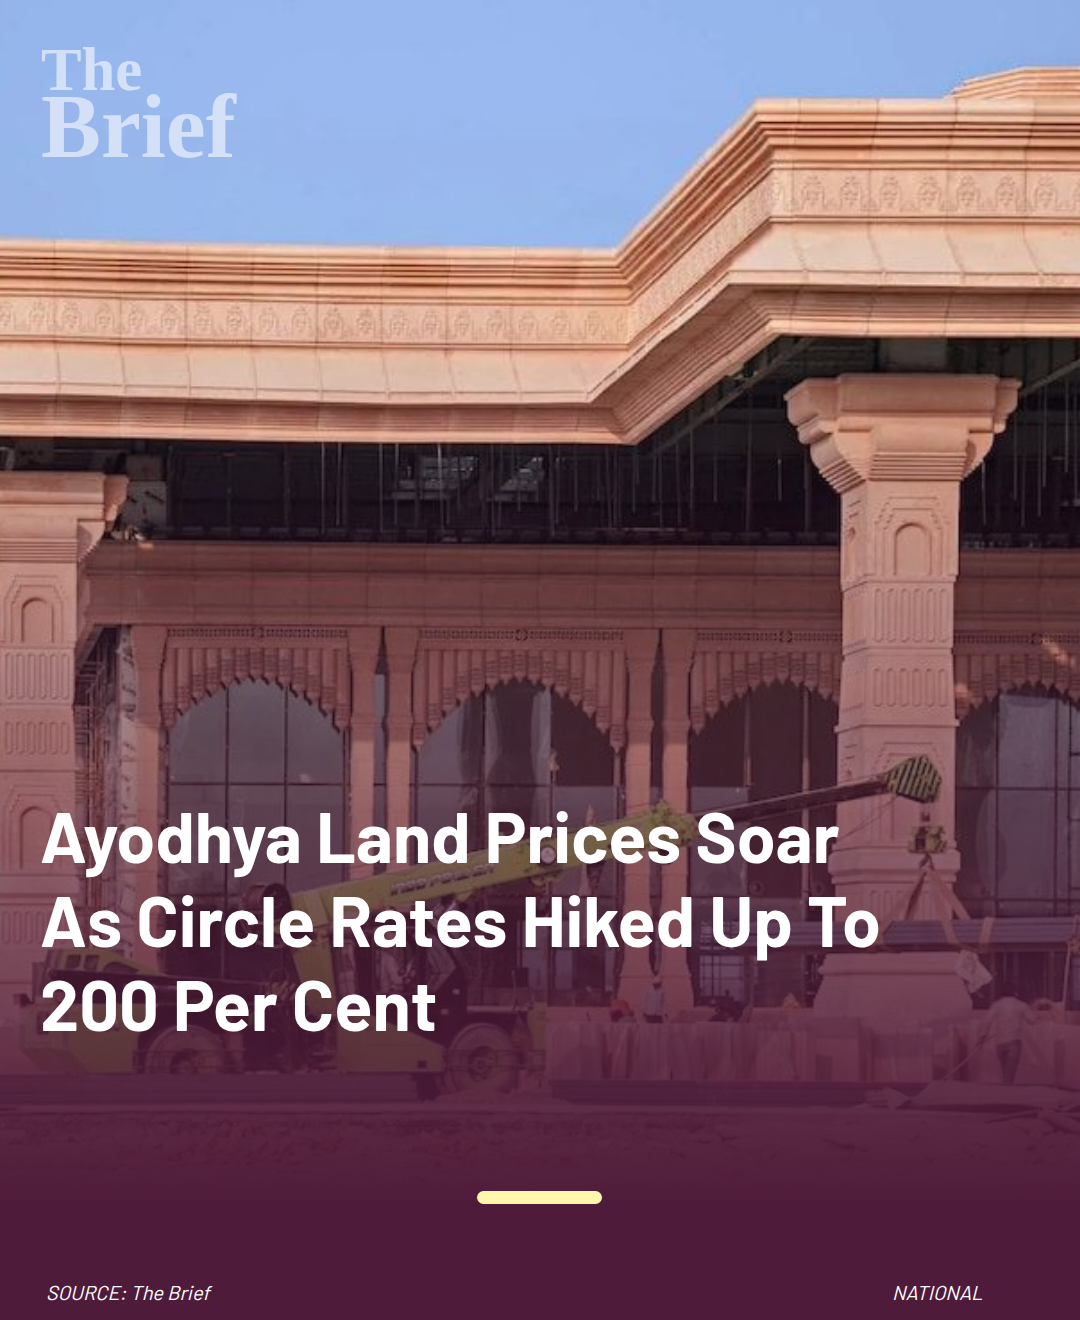 The
Brief
Ayodhya Land Prices Soar
As Circle Rates Hiked Up To
200 Per Cent
SOURCE: The Brief
NATIONAL